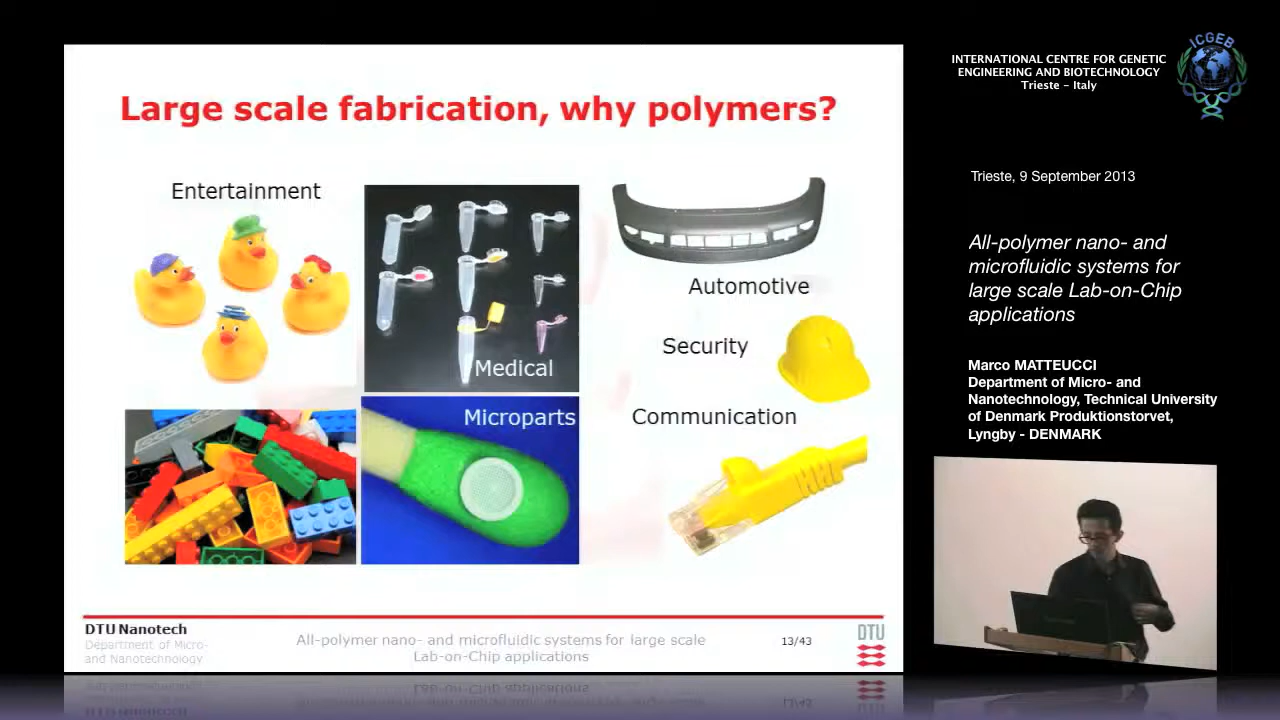 Large scale fabrication, why polymers?
Entertainment
Medical
Microparts
Automotive
Security
Communication
DTU Nanotech
Department of Micro-
and Nanotechnology
All-polymer nano- and microfluidic systems for large scale
Lab-on-Chip applications
13/43
DTU
INTERNATIONAL CENTRE FOR GENETIC
ENGINEERING AND BIOTECHNOLOGY
Trieste - Italy
ICGEB
Trieste, 9 September 2013
All-polymer nano- and
microfluidic systems for
large scale Lab-on-Chip
applications
Marco MATTEUCCI
Department of Micro- and
Nanotechnology, Technical University
of Denmark Produktionstorvet,
Lyngby - DENMARK